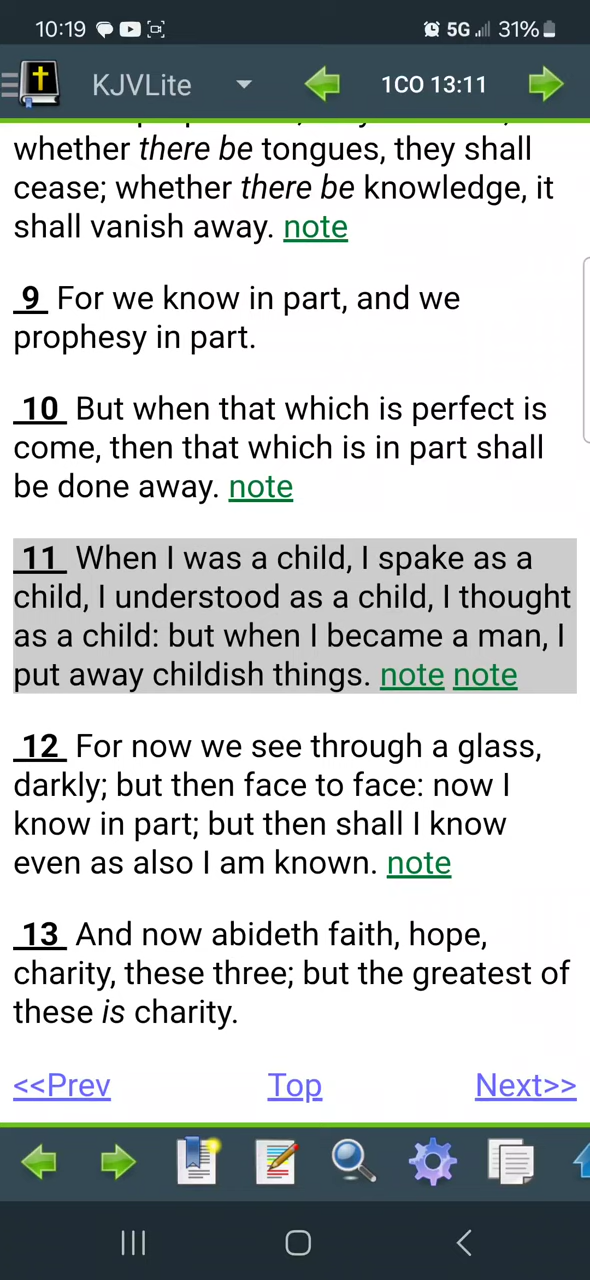 10:19 5G 31%
KJVLite 1CO 13:11
whether there be tongues, they shall
cease; whether there be knowledge, it
shall vanish away. note
9 For we know in part, and we
prophesy in part.
10 But when that which is perfect is
come, then that which is in part shall
be done away. note
11 When I was a child, I spake as a
child, I understood as a child, I thought
as a child: but when I became a man, I
put away childish things. note note
12 For now we see through a glass,
darkly; but then face to face: now I
know in part; but then shall I know
even as also I am known. note
13 And now abideth faith, hope,
charity, these three; but the greatest of
these is charity.
<<Prev Top Next>>